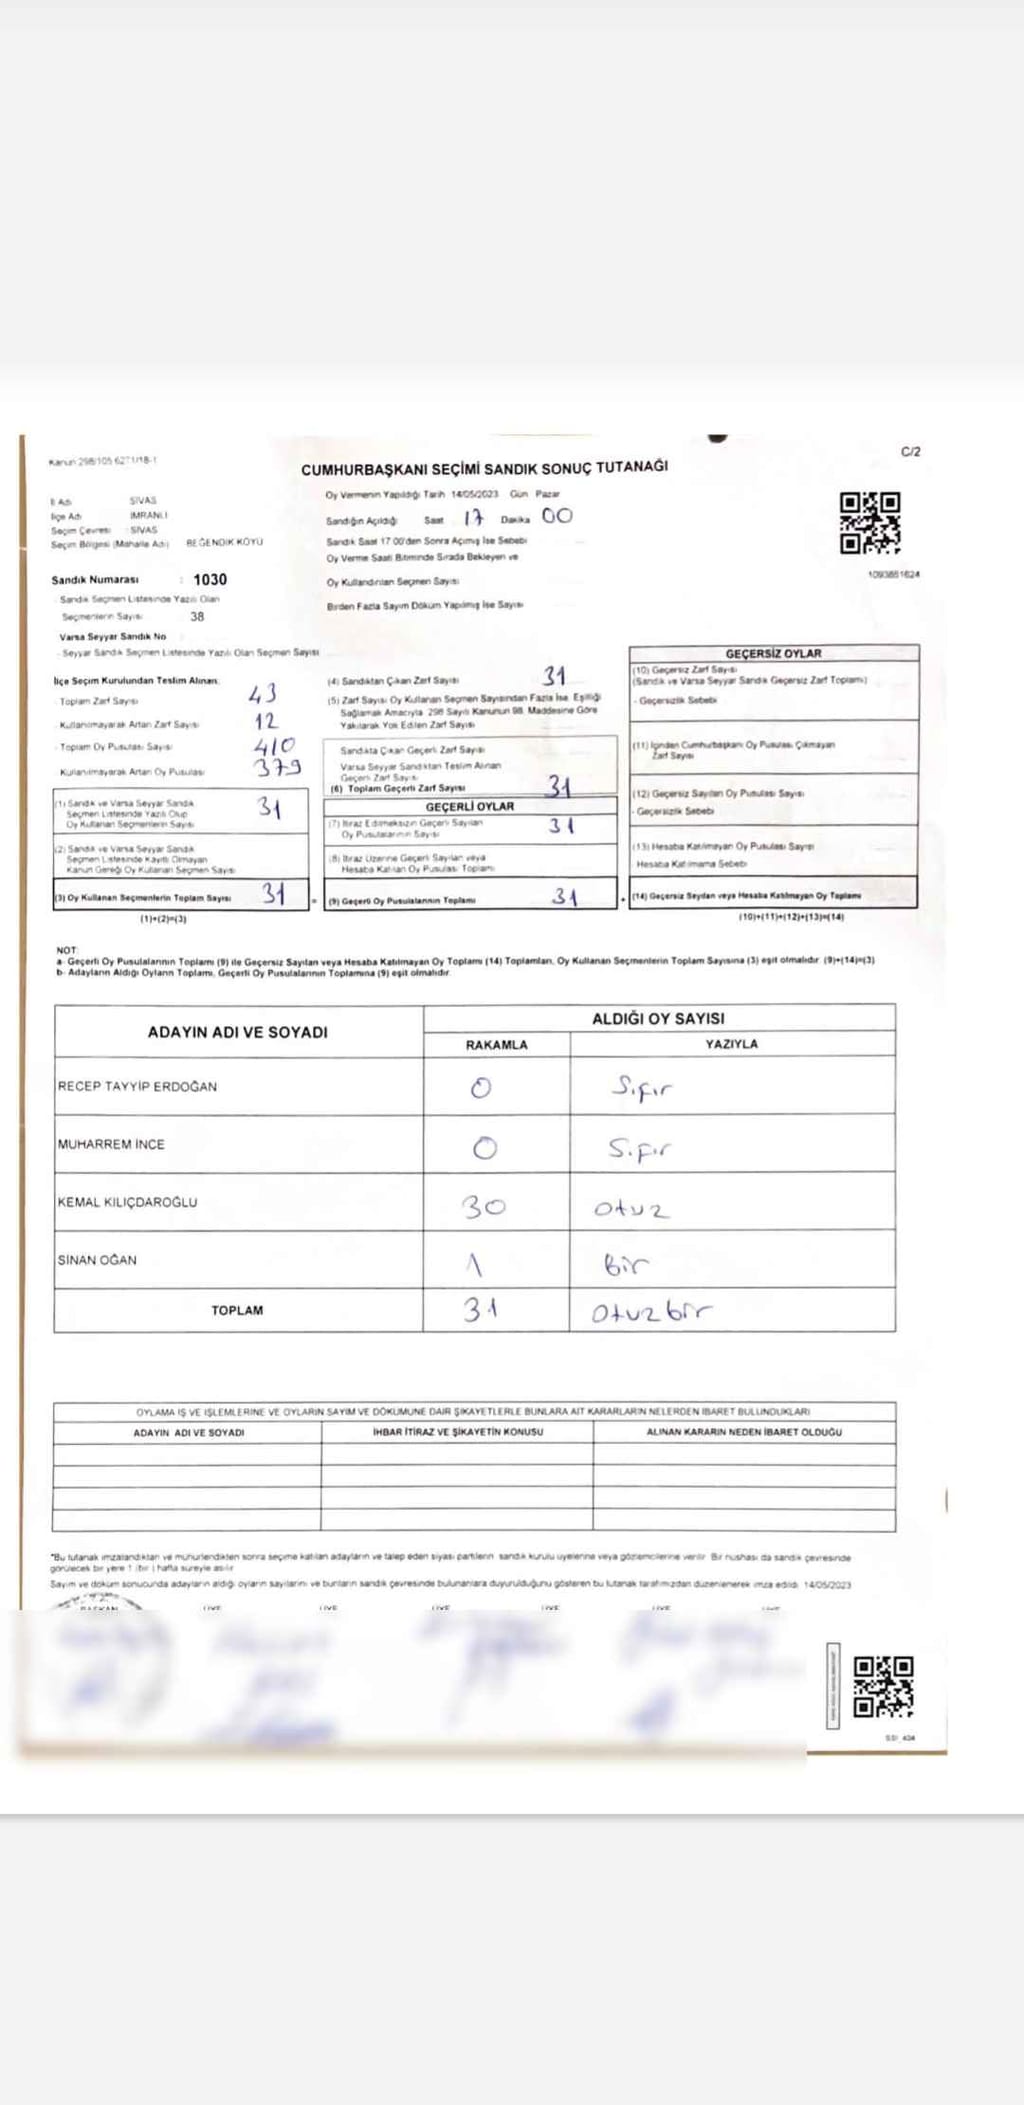 Kanun 298/105 6271/18-1
C/2
CUMHURBAŞKANI SEÇİMİ SANDIK SONUÇ TUTANAĞI
İl Adı SİVAS
İlçe Adı İMRANLI
Seçim Çevresi : SİVAS
Seçim Bölgesi (Mahalle Adı) BEĞENDİK KÖYÜ
Oy Vermenin Yapıldığı Tarih 14/05/2023 Gün Pazar
Sandığın Açıldığı Saat 17 Dakika 00
Sandık Saat 17 00'den Sonra Açımış İse Sebebi
Oy Verme Saati Bitiminde Sırada Bekleyen ve
Oy Kullandırılan Seçmen Sayısı
Birden Fazla Sayım Döküm Yapılmış İse Sayısı
1093851624
Sandık Numarası : 1030
- Sandık Seçmen Listesinde Yazılı Olan
Seçmenlerin Sayısı 38
Varsa Seyyar Sandık No
- Seyyar Sandık Seçmen Listesinde Yazılı Olan Seçmen Sayısı
İlçe Seçim Kurulundan Teslim Alınan:
Toplam Zarf Sayısı 43
Kullanılmayarak Artan Zarf Sayısı 12
- Toplam Oy Pusulası Sayısı 410
Kullanılmayarak Artan Oy Pusulası 379
(1) Sandık ve Varsa Seyyar Sandık
Seçmen Listesinde Yazılı Olup
Oy Kullanan Seçmenlerin Sayısı 31
(2) Sandık ve Varsa Seyyar Sandık
Seçmen Listesinde Kayıtlı Olmayan
Kanun Gereği Oy Kullanan Seçmen Sayısı
(3) Oy Kullanan Seçmenlerin Toplam Sayısı 31
(1)+(2)=(3)
(4) Sandıktan Çıkan Zarf Sayısı 31
(5) Zarf Sayısı Oy Kullanan Seçmen Sayısından Fazla İse, Eşitliği
Sağlamak Amacıyla 298 Sayılı Kanunun 98. Maddesine Göre
Yakılarak Yok Edilen Zarf Sayısı
Sandıkta Çıkan Geçerli Zarf Sayısı
Varsa Seyyar Sandıktan Teslim Alınan
Geçerli Zarf Sayısı
(6) Toplam Geçerli Zarf Sayısı 31
GEÇERLİ OYLAR
(7) İtiraz Edilmeksizin Geçerli Sayılan
Oy Pusulalarının Sayısı 31
(8) İtiraz Üzerine Geçerli Sayılan veya
Hesaba Katılan Oy Pusulası Toplamı
= (9) Geçerli Oy Pusulalarının Toplamı 31
GEÇERSİZ OYLAR
(10) Geçersiz Zarf Sayısı
(Sandık ve Varsa Seyyar Sandık Geçersiz Zarf Toplamı)
- Geçersizlik Sebebi
(11) İçinden Cumhurbaşkanı Oy Pusulası Çıkmayan
Zarf Sayısı
(12) Geçersiz Sayılan Oy Pusulası Sayısı
- Geçersizlik Sebebi
(13) Hesaba Katılmayan Oy Pusulası Sayısı
Hesaba Katılmama Sebebi
+ (14) Geçersiz Sayılan veya Hesaba Katılmayan Oy Toplamı
(10)+(11)+(12)+(13)=(14)
NOT:
a- Geçerli Oy Pusulalarının Toplamı (9) ile Geçersiz Sayılan veya Hesaba Katılmayan Oy Toplamı (14) Toplamları, Oy Kullanan Seçmenlerin Toplam Sayısına (3) eşit olmalıdır. (9)+(14)=(3)
b- Adayların Aldığı Oyların Toplamı, Geçerli Oy Pusulalarının Toplamına (9) eşit olmalıdır.
ADAYIN ADI VE SOYADI
ALDIĞI OY SAYISI
RAKAMLA YAZIYLA
RECEP TAYYİP ERDOĞAN 0 Sıfır
MUHARREM İNCE 0 Sıfır
KEMAL KILIÇDAROĞLU 30 otuz
SİNAN OĞAN 1 Bir
TOPLAM 31 otuzbir
OYLAMA İŞ VE İŞLEMLERİNE VE OYLARIN SAYIM VE DÖKÜMÜNE DAİR ŞİKAYETLERLE BUNLARA AİT KARARLARIN NELERDEN İBARET BULUNDUKLARI
ADAYIN ADI VE SOYADI İHBAR İTİRAZ VE ŞİKAYETİN KONUSU ALINAN KARARIN NEDEN İBARET OLDUĞU
*Bu tutanak imzalandıktan ve mühürlendikten sonra seçime katılan adayların ve talep eden siyasi partilerin sandık kurulu üyelerine veya gözlemcilerine verilir. Bir nüshası da sandık çevresinde
görülecek bir yere 1 (bir) hafta süreyle asılır
Sayım ve döküm sonucunda adayların aldığı oyların sayılarını ve bunların sandık çevresinde bulunanlara duyurulduğunu gösteren bu tutanak tarafımızdan düzenlenerek imza edildi. 14/05/2023
BAŞKAN ÜYE ÜYE ÜYE ÜYE ÜYE ÜYE